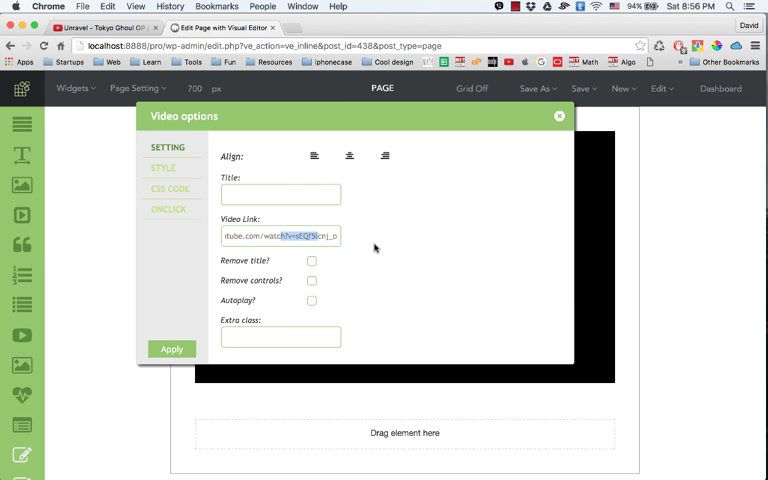 Chrome File Edit View History Bookmarks People Window Help 94% Sat 8:56 PM
Unravel - Tokyo Ghoul OP ( Edit Page with Visual Editor David
localhost:8888/pro/wp-admin/edit.php?ve_action=ve_inline&post_id=438&post_type=page
Apps Startups Web Learn Tools Fun Resources iphonecase Cool design Math Algo » Other Bookmarks
Widgets Page Setting 700 px PAGE Grid Off Save As Save New Edit Dashboard
Video options
SETTING
STYLE
CSS CODE
ONCLICK
Align:
Title:
Video Link:
Remove title?
Remove controls?
Autoplay?
Extra class:
Apply
Drag element here